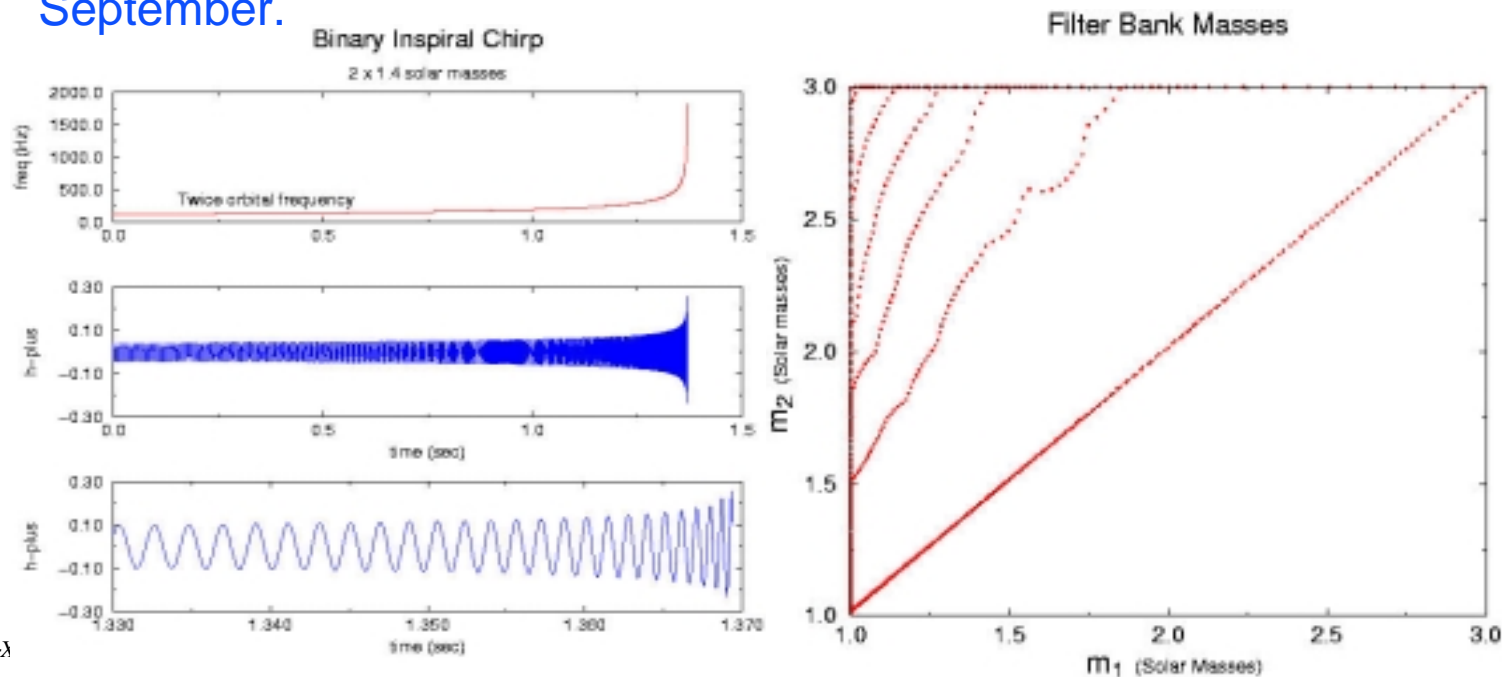 September.
Binary Inspiral Chirp
2 x 1.4 solar masses
2000.0
1500.0
1000.0
500.0
0.0
freq (Hz)
Twice orbital frequency
0.0 0.5 1.0 1.5
0.30
0.10
−0.10
−0.30
h−plus
0.0 0.5 1.0 1.5
time (sec)
0.30
0.10
−0.10
−0.30
h−plus
1.330 1.340 1.350 1.360 1.370
time (sec)
Filter Bank Masses
3.0
2.5
2.0
1.5
1.0
m2 (Solar masses)
1.0 1.5 2.0 2.5 3.0
m1 (Solar Masses)